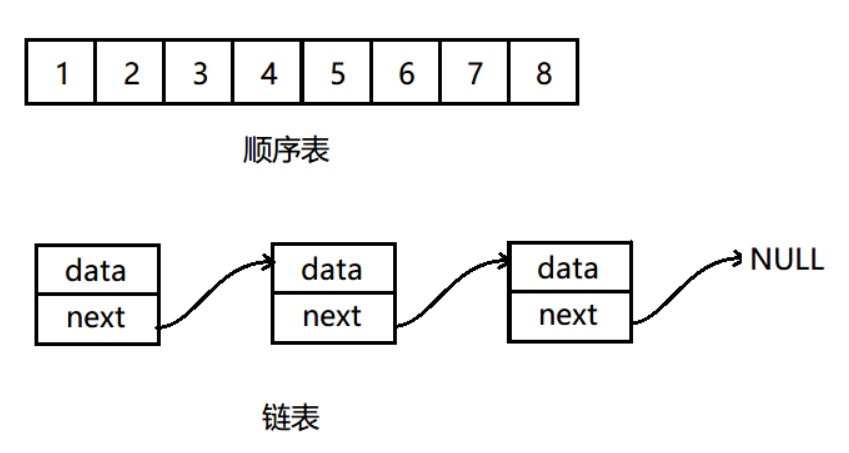 1 2 3 4 5 6 7 8
顺序表
data data data NULL
next next next
链表